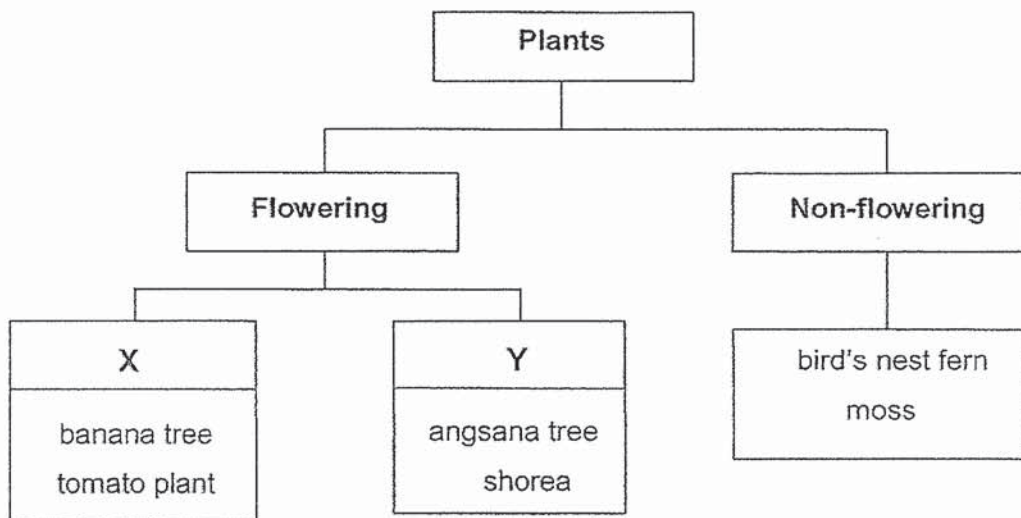 Plants
Flowering
Non-flowering
X
banana tree
tomato plant
Y
angsana tree
shorea
bird's nest fern
moss